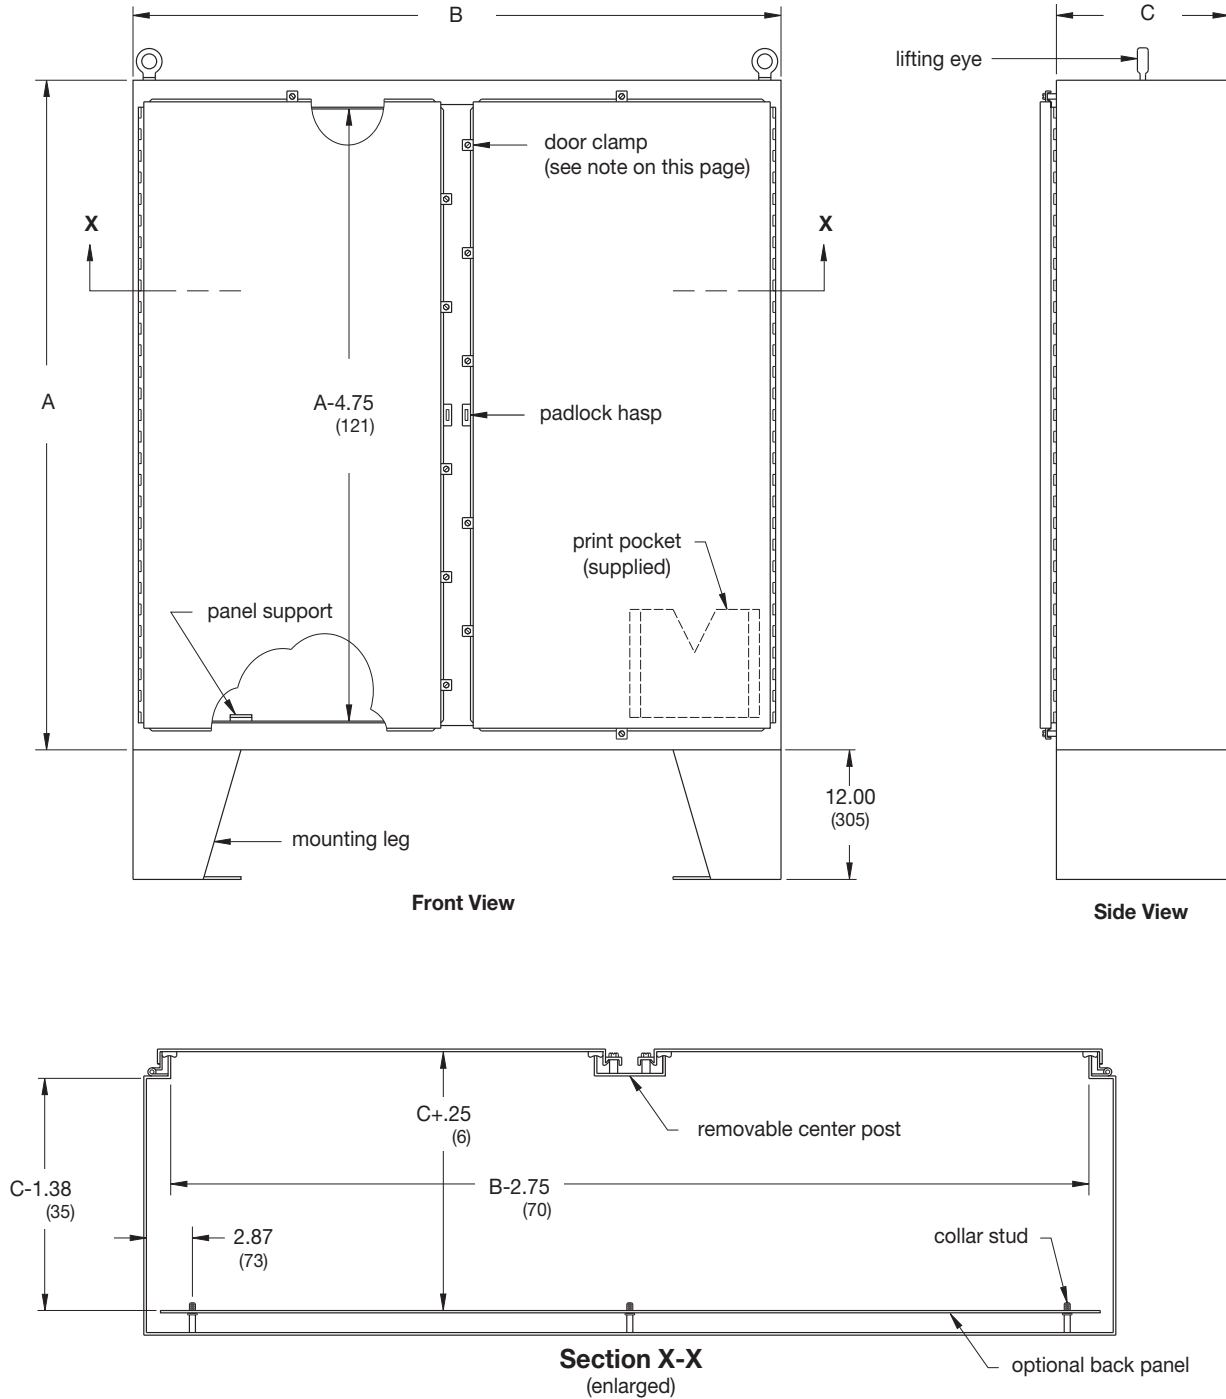 B
C
lifting eye
door clamp
(see note on this page)
X
X
A
A-4.75
(121)
padlock hasp
print pocket
(supplied)
panel support
12.00
(305)
mounting leg
Front View
Side View
C+.25
(6)
removable center post
C-1.38
(35)
B-2.75
(70)
2.87
(73)
collar stud
Section X-X
(enlarged)
optional back panel